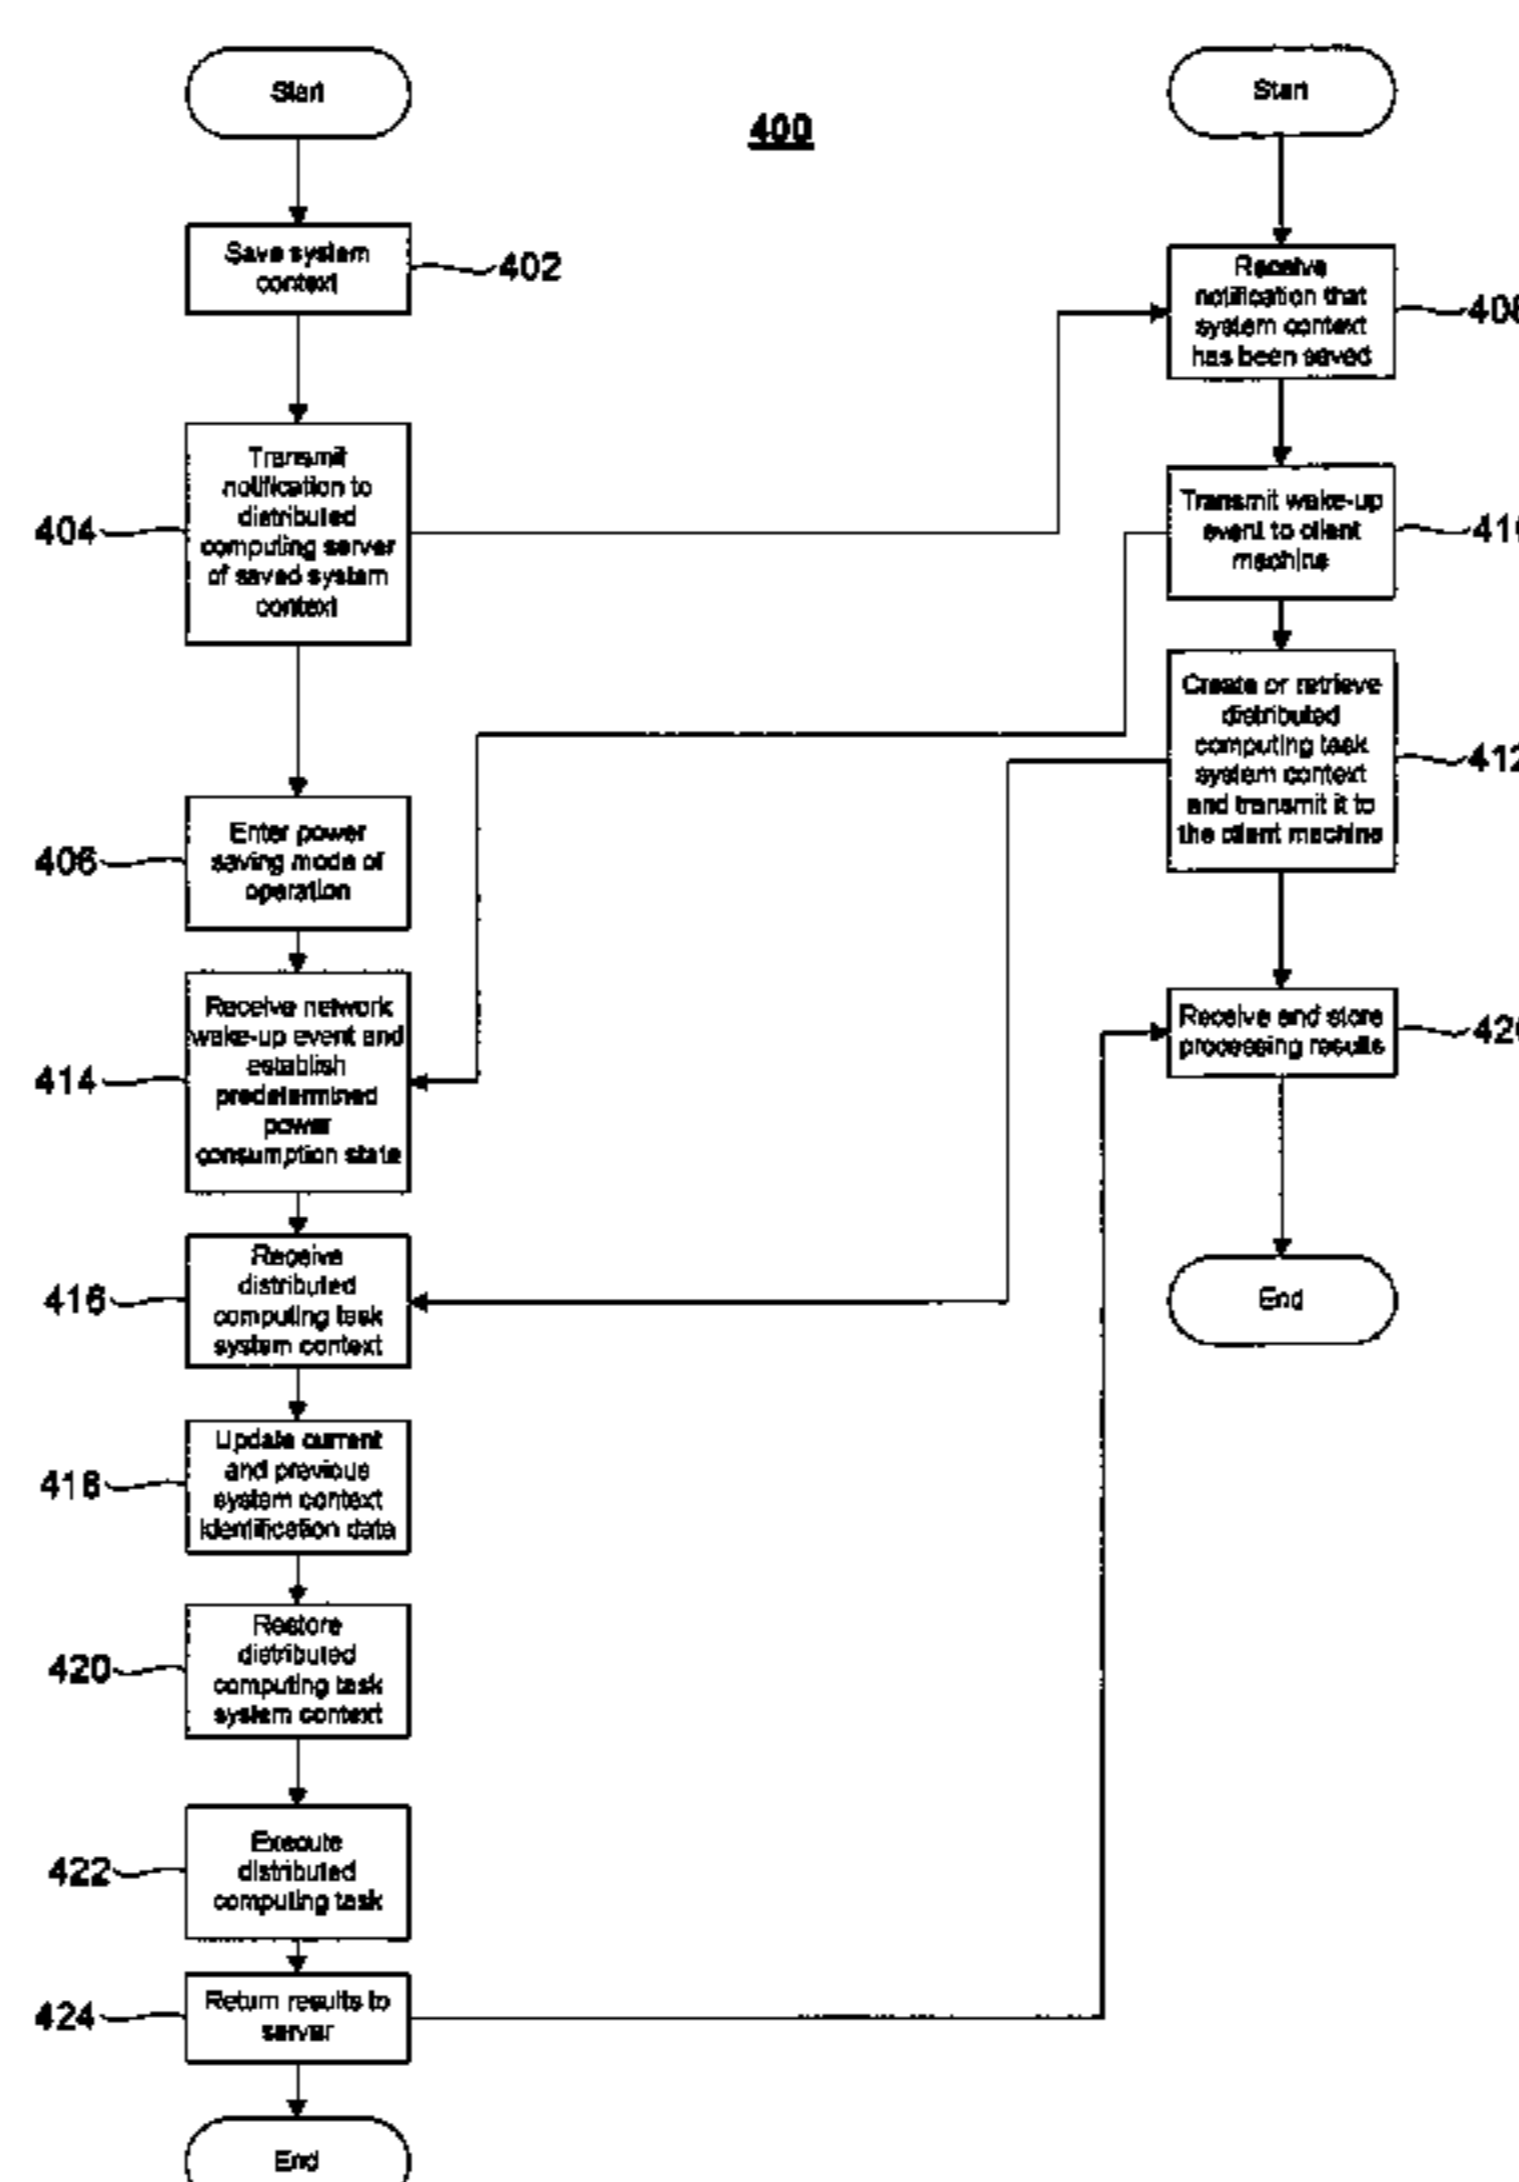 Start
Start
400
Save system
context
402
Receive
notification that
system context
has been saved
Transmit
notification to
distributed
computing server
of saved system
context
404
Transmit wake-up
event to client
machine
Create or retrieve
distributed
computing task
system context
and transmit it to
the client machine
Enter power
saving mode of
operation
406
Receive network
wake-up event and
establish
predetermined
power
consumption state
414
Receive and store
processing results
Receive
distributed
computing task
system context
416
End
Update current
and previous
system context
identification data
418
Restore
distributed
computing task
system context
420
Execute
distributed
computing task
422
Return results to
server
424
End